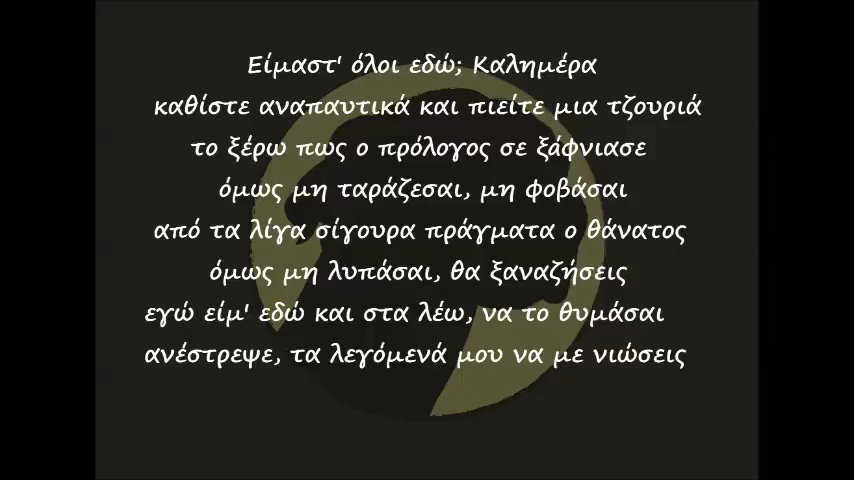 Είμαστ' όλοι εδώ; Καλημέρα
καθίστε αναπαυτικά και πιείτε μια τζουριά
το ξέρω πως ο πρόλογος σε ξάφνιασε
όμως μη ταράζεσαι, μη φοβάσαι
από τα λίγα σίγουρα πράγματα ο θάνατος
όμως μη λυπάσαι, θα ξαναζήσεις
εγώ είμ' εδώ και στα λέω, να το θυμάσαι
ανέστρεψε, τα λεγόμενά μου να με νιώσεις